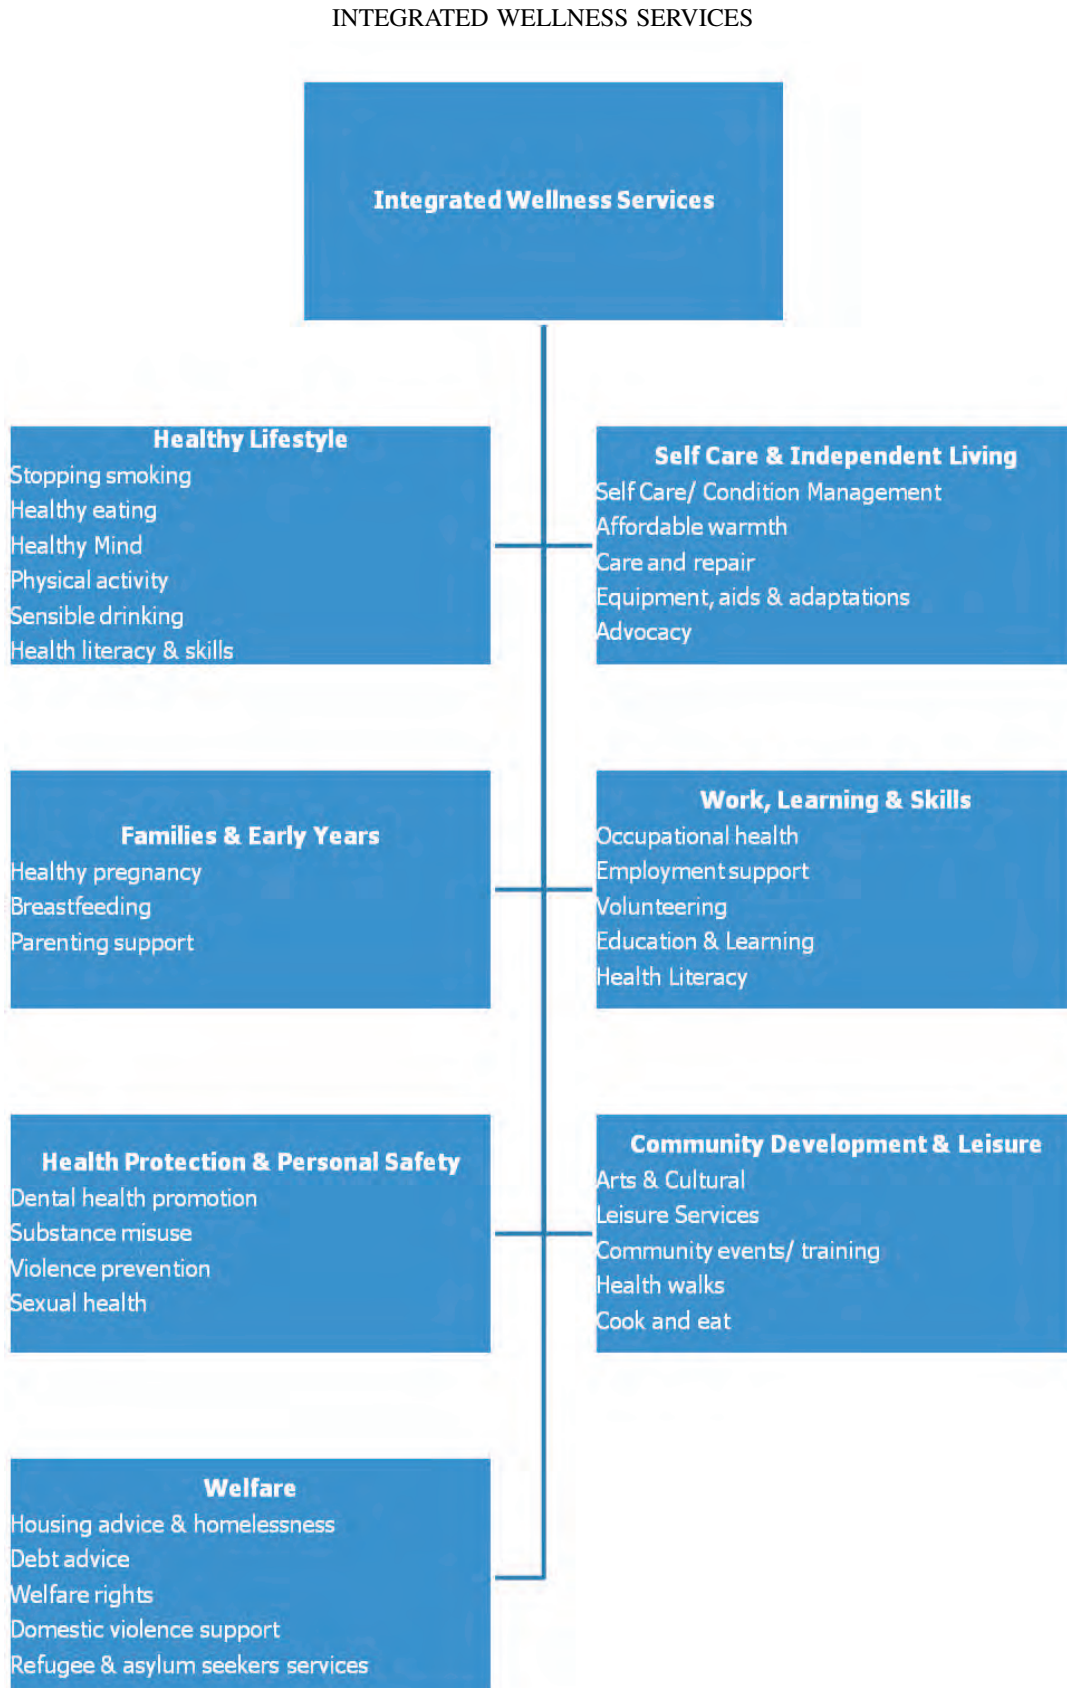 INTEGRATED WELLNESS SERVICES
Integrated Wellness Services
Healthy Lifestyle
Stopping smoking
Healthy eating
Healthy Mind
Physical activity
Sensible drinking
Health literacy & skills
Self Care & Independent Living
Self Care/ Condition Management
Affordable warmth
Care and repair
Equipment, aids & adaptations
Advocacy
Families & Early Years
Healthy pregnancy
Breastfeeding
Parenting support
Work, Learning & Skills
Occupational health
Employment support
Volunteering
Education & Learning
Health Literacy
Health Protection & Personal Safety
Dental health promotion
Substance misuse
Violence prevention
Sexual health
Community Development & Leisure
Arts & Cultural
Leisure Services
Community events/ training
Health walks
Cook and eat
Welfare
Housing advice & homelessness
Debt advice
Welfare rights
Domestic violence support
Refugee & asylum seekers services